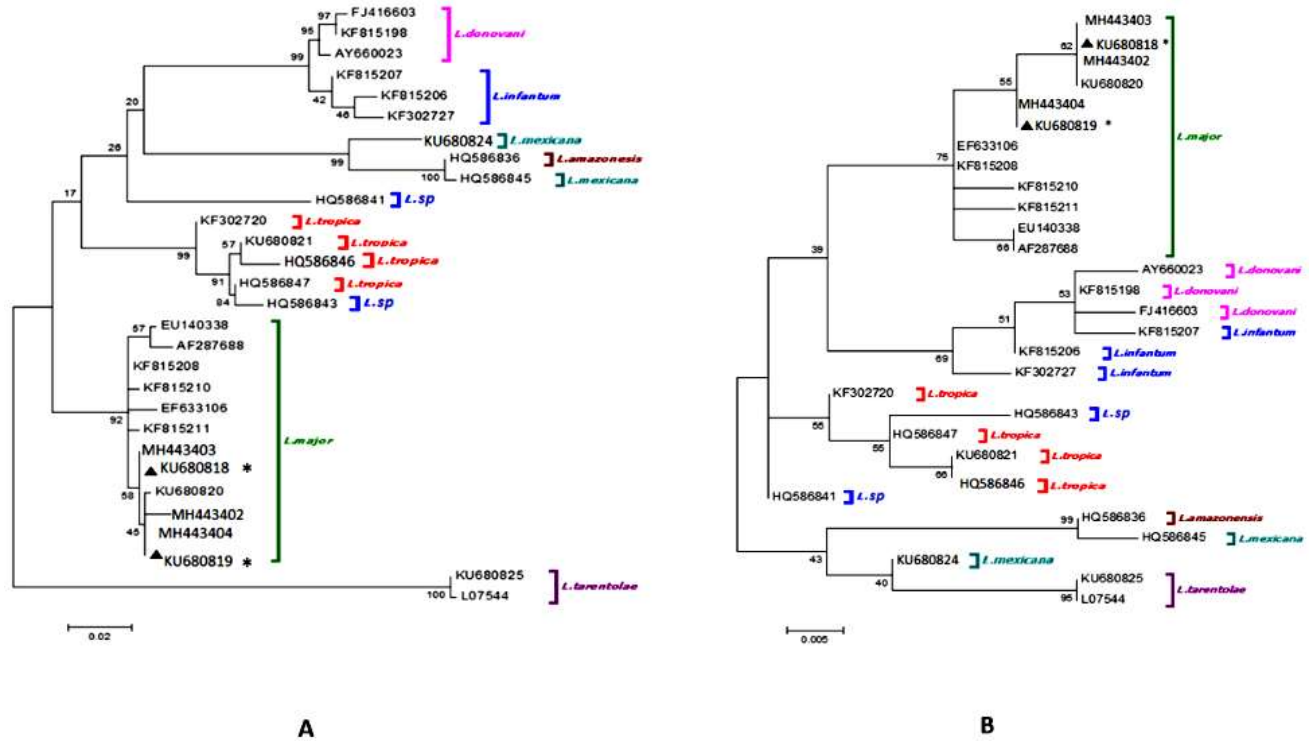 97
FJ416603
95
KF815198
L.donovani
99
AY660023
KF815207
42
KF815206
L.infantum
46
KF302727
20
KU680824
L.mexicana
99
HQ586836
L.amazonesis
100
HQ586845
L.mexicana
26
HQ586841
L.sp
17
KF302720
L.tropica
99
57
KU680821
L.tropica
HQ586846
L.tropica
91
HQ586847
L.tropica
84
HQ586843
L.sp
57
EU140338
AF287688
KF815208
KF815210
EF633106
92
KF815211
L.major
MH443403
KU680818 *
58
KU680820
MH443402
45
MH443404
KU680819 *
KU680825
L.tarentolae
100
L07544
0.02
A
MH443403
62
KU680818 *
MH443402
55
KU680820
MH443404
KU680819 *
L.major
75
EF633106
KF815208
KF815210
KF815211
EU140338
66
AF287688
39
AY660023
L.donovani
53
KF815198
L.donovani
FJ416603
L.donovani
51
KF815207
L.infantum
69
KF815206
L.infantum
KF302727
L.infantum
KF302720
L.tropica
HQ586843
L.sp
HQ586847
L.tropica
55
KU680821
L.tropica
66
HQ586846
L.tropica
HQ586841
L.sp
99
HQ586836
L.amazonensis
HQ586845
L.mexicana
43
KU680824
L.mexicana
40
KU680825
L.tarentolae
95
L07544
0.005
B